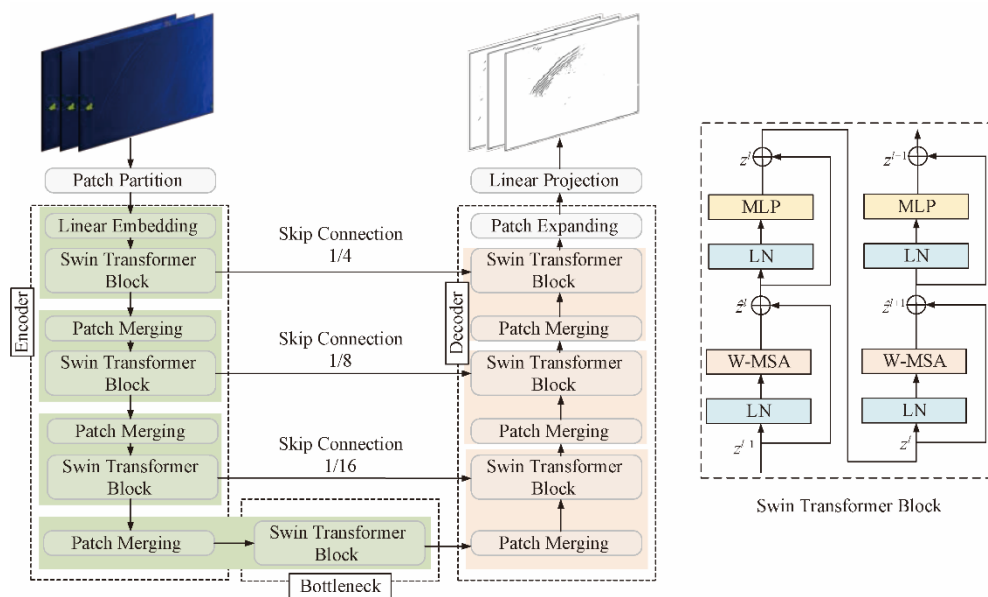 Patch Partition
Linear Embedding
Swin Transformer
Block
Patch Merging
Swin Transformer
Block
Patch Merging
Swin Transformer
Block
Patch Merging
Encoder
Skip Connection
1/4
Skip Connection
1/8
Skip Connection
1/16
Swin Transformer
Block
Bottleneck
Linear Projection
Patch Expanding
Swin Transformer
Block
Patch Merging
Swin Transformer
Block
Patch Merging
Swin Transformer
Block
Patch Merging
Decoder
z^l
MLP
LN
W-MSA
LN
z^{l-1}
z^{l-1}
MLP
LN
W-MSA
LN
z^l
Swin Transformer Block